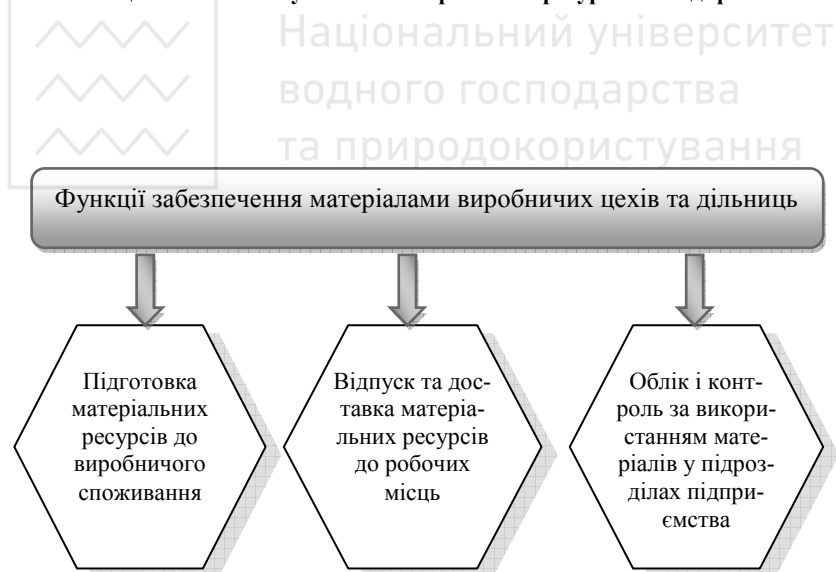 Національний університет
водного господарства
та природокористування
Функції забезпечення матеріалами виробничих цехів та дільниць
Підготовка
матеріальних
ресурсів до
виробничого
споживання
Відпуск та дос-
тавка матеріа-
льних ресурсів
до робочих
місць
Облік і конт-
роль за викори-
станням мате-
ріалів у підроз-
ділах підпри-
ємства